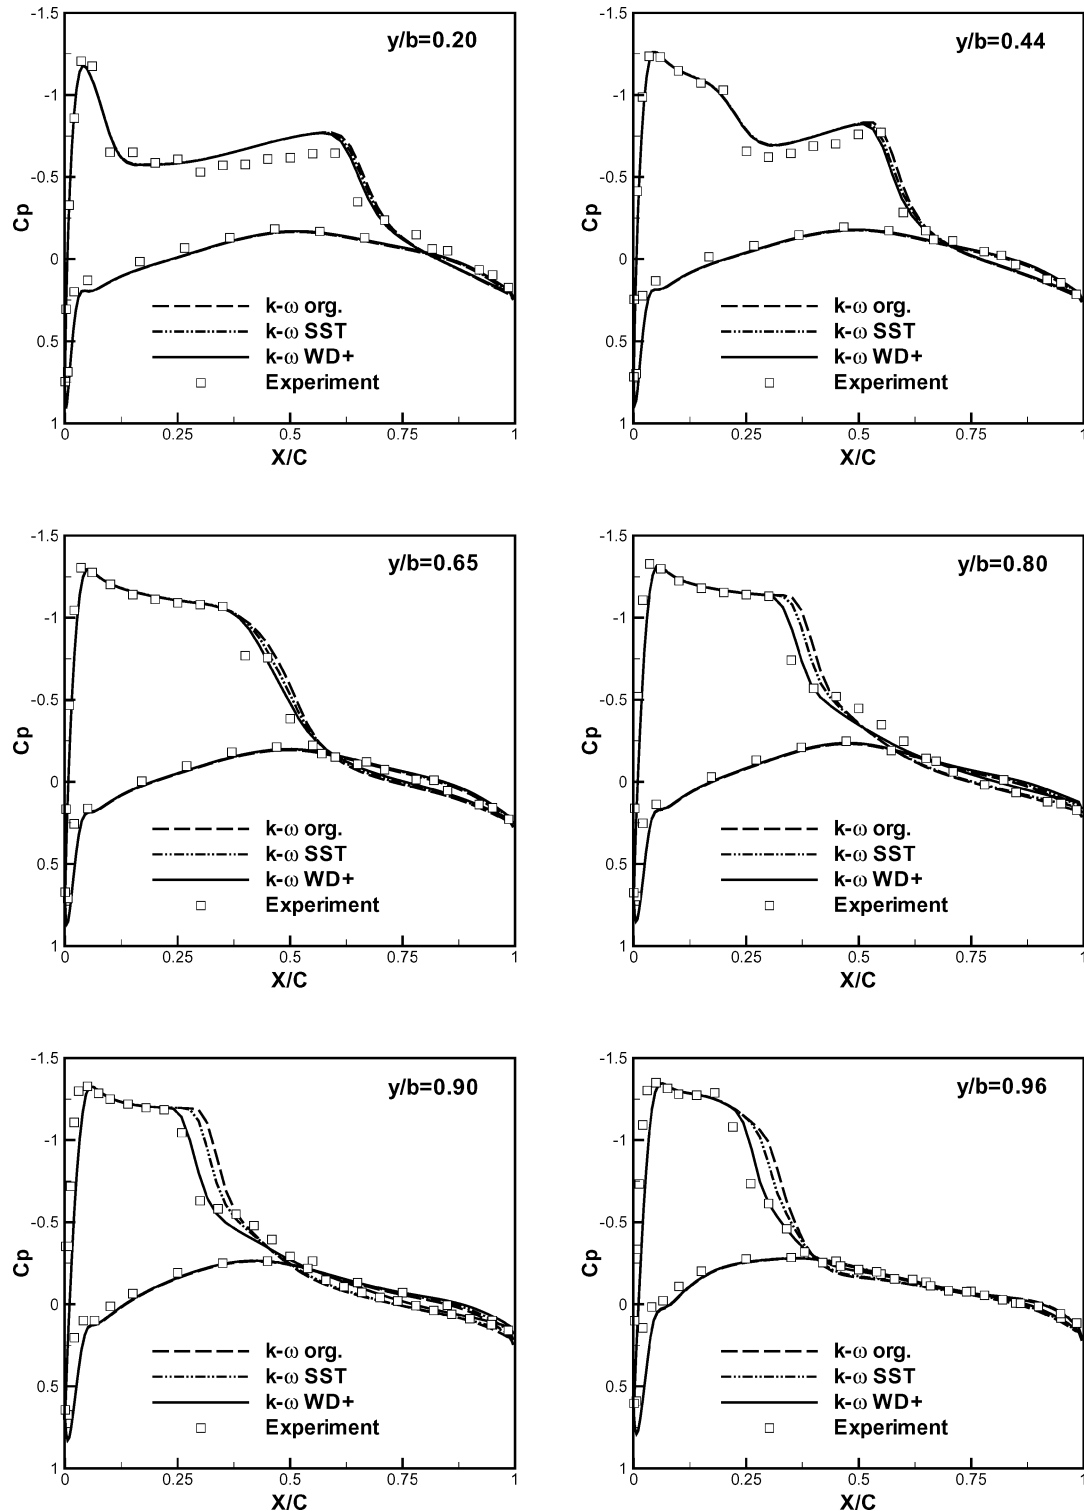 -1.5
y/b=0.20
-1
-0.5
Cp
0
k-ω org.
k-ω SST
0.5
k-ω WD+
Experiment
1
0 0.25 0.5 0.75 1
X/C
-1.5
y/b=0.44
-1
-0.5
Cp
0
k-ω org.
k-ω SST
0.5
k-ω WD+
Experiment
1
0 0.25 0.5 0.75 1
X/C
-1.5
y/b=0.65
-1
-0.5
Cp
0
k-ω org.
k-ω SST
0.5
k-ω WD+
Experiment
1
0 0.25 0.5 0.75 1
X/C
-1.5
y/b=0.80
-1
-0.5
Cp
0
k-ω org.
k-ω SST
0.5
k-ω WD+
Experiment
1
0 0.25 0.5 0.75 1
X/C
-1.5
y/b=0.90
-1
-0.5
Cp
0
k-ω org.
k-ω SST
0.5
k-ω WD+
Experiment
1
0 0.25 0.5 0.75 1
X/C
-1.5
y/b=0.96
-1
-0.5
Cp
0
k-ω org.
k-ω SST
0.5
k-ω WD+
Experiment
1
0 0.25 0.5 0.75 1
X/C